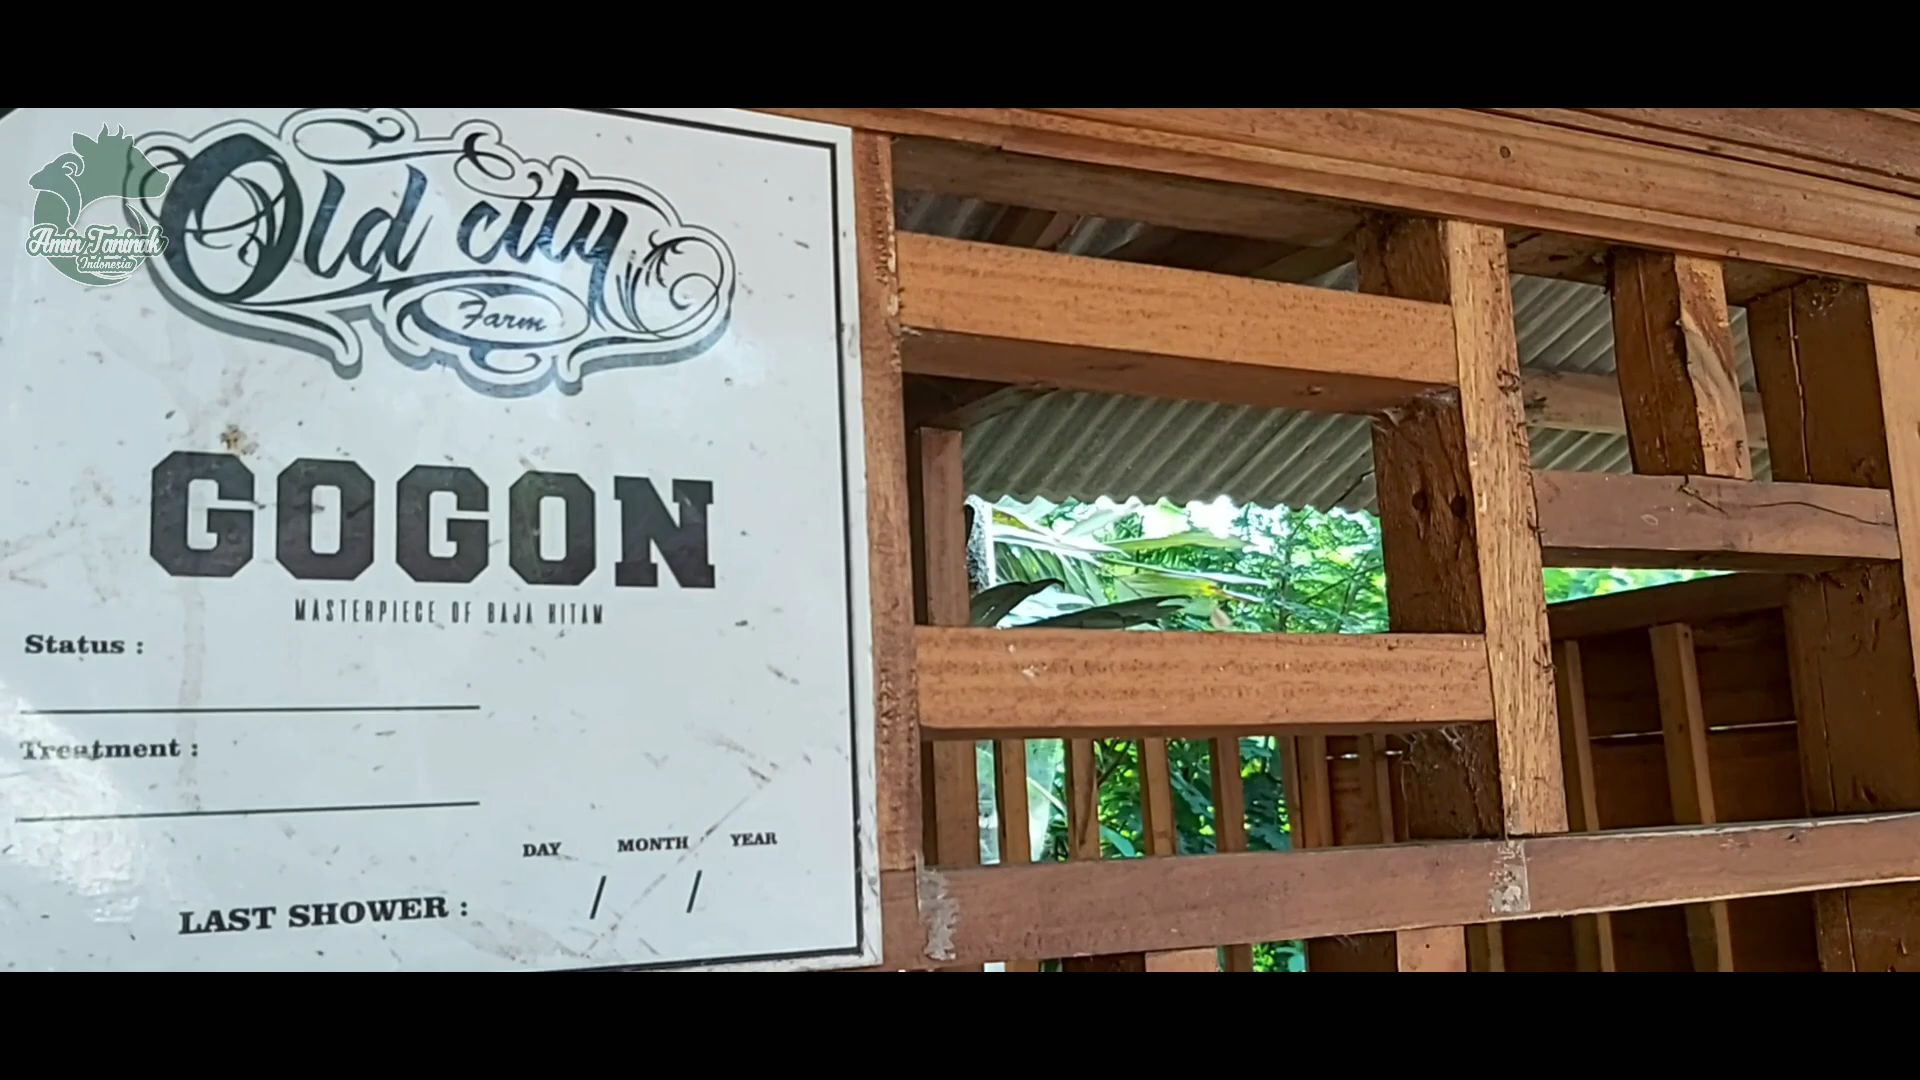 Amin Taninak
Indonesia
Old city
Farm
GOGON
MASTERPIECE OF BAJA HITAM
Status :
Treatment :
DAY MONTH YEAR
LAST SHOWER : / /